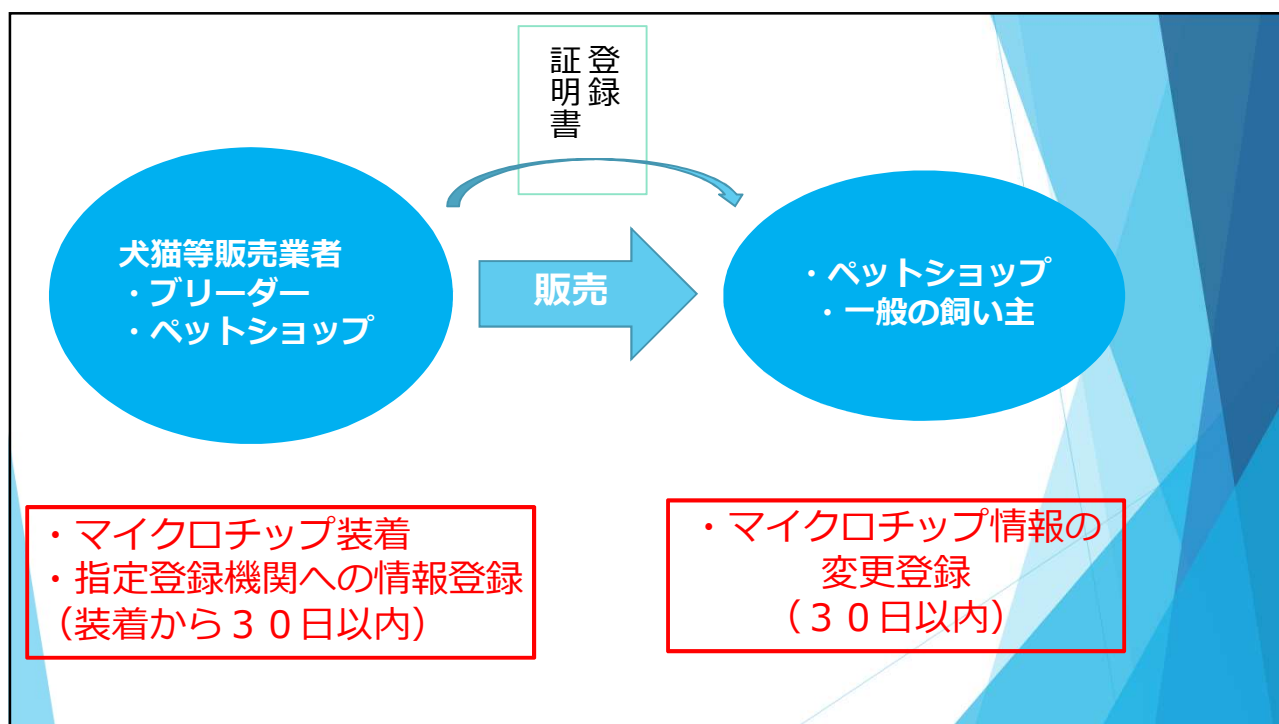 登録
証明書
犬猫等販売業者
・ブリーダー
・ペットショップ
販売
・ペットショップ
・一般の飼い主
・マイクロチップ装着
・指定登録機関への情報登録
(装着から３０日以内)
・マイクロチップ情報の
変更登録
(３０日以内)